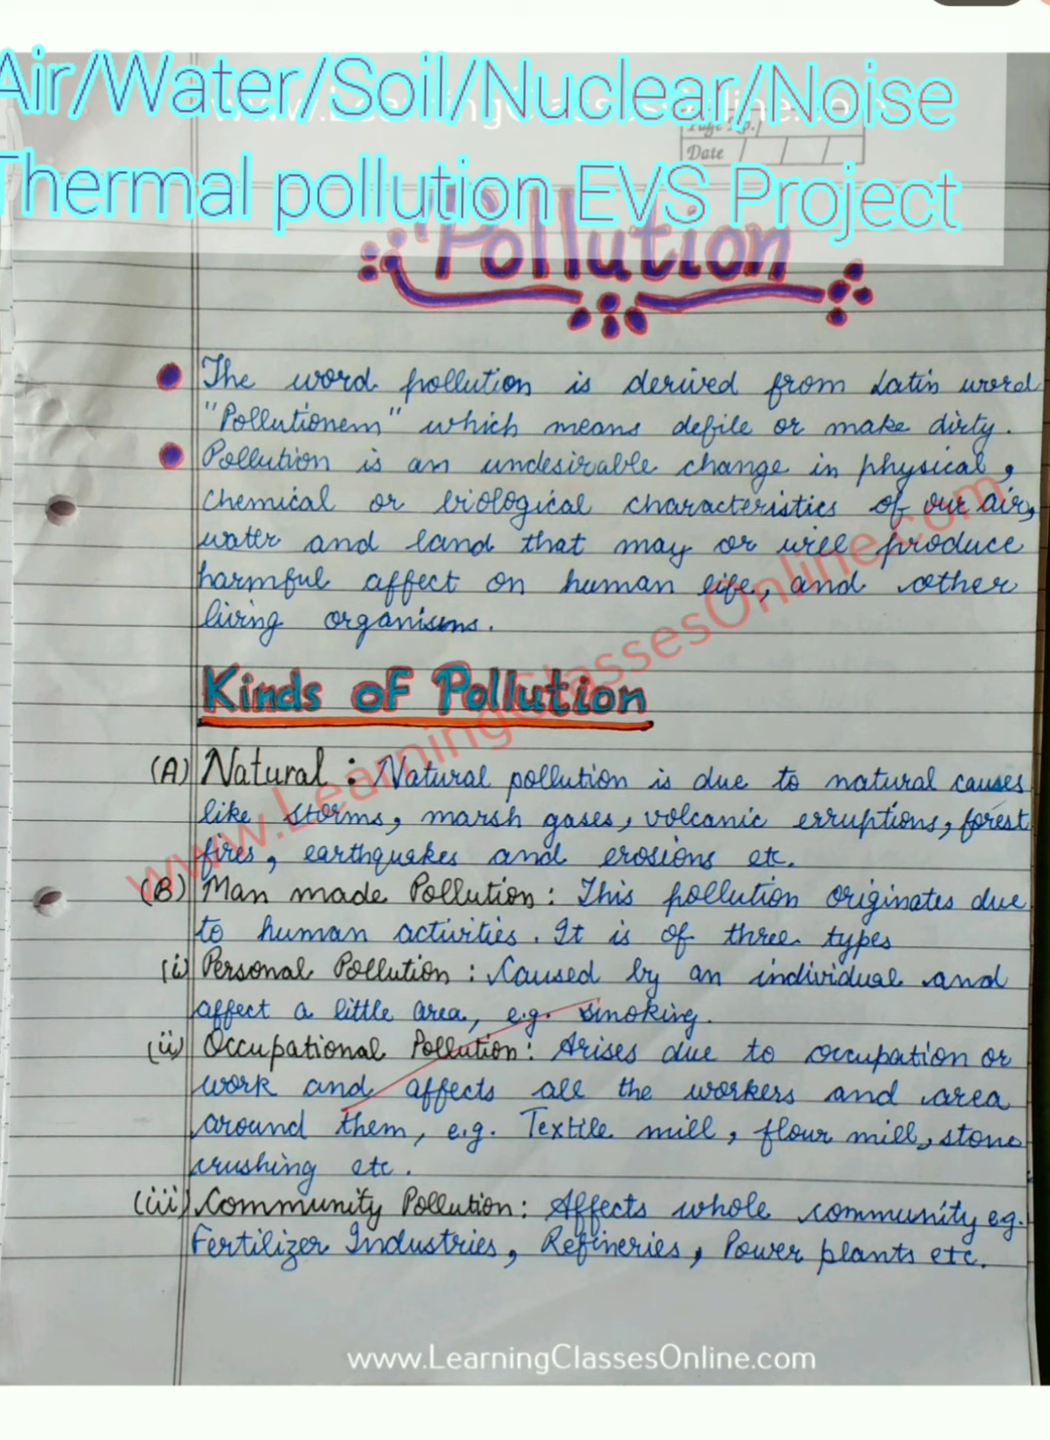 Air/Water/Soil/Nuclear/Noise
Thermal pollution EVS Project
Date
"Pollution
The word pollution is derived from Latin word
"Pollutionem" which means defile or make dirty.
Pollution is an undesirable change in physical,
chemical or biological characteristics of our air,
water and land that may or will produce
harmful affect on human life, and other
living organisms.
Kinds of Pollution
(A) Natural : Natural pollution is due to natural causes
like storms, marsh gases, volcanic erruptions, forest
fires, earthquakes and erosions etc.
(B) Man made Pollution : This pollution originates due
to human activities. It is of three types
(i) Personal Pollution : Caused by an individual and
affect a little area, e.g. smoking.
(ii) Occupational Pollution : Arises due to occupation or
work and affects all the workers and area
around them, e.g. Textile mill, flour mill, stone
crushing etc.
(iii) Community Pollution : Affects whole community eg.
Fertilizer Industries, Refineries, Power plants etc.
www.LearningClassesOnline.com
www.LearningClassesOnline.com